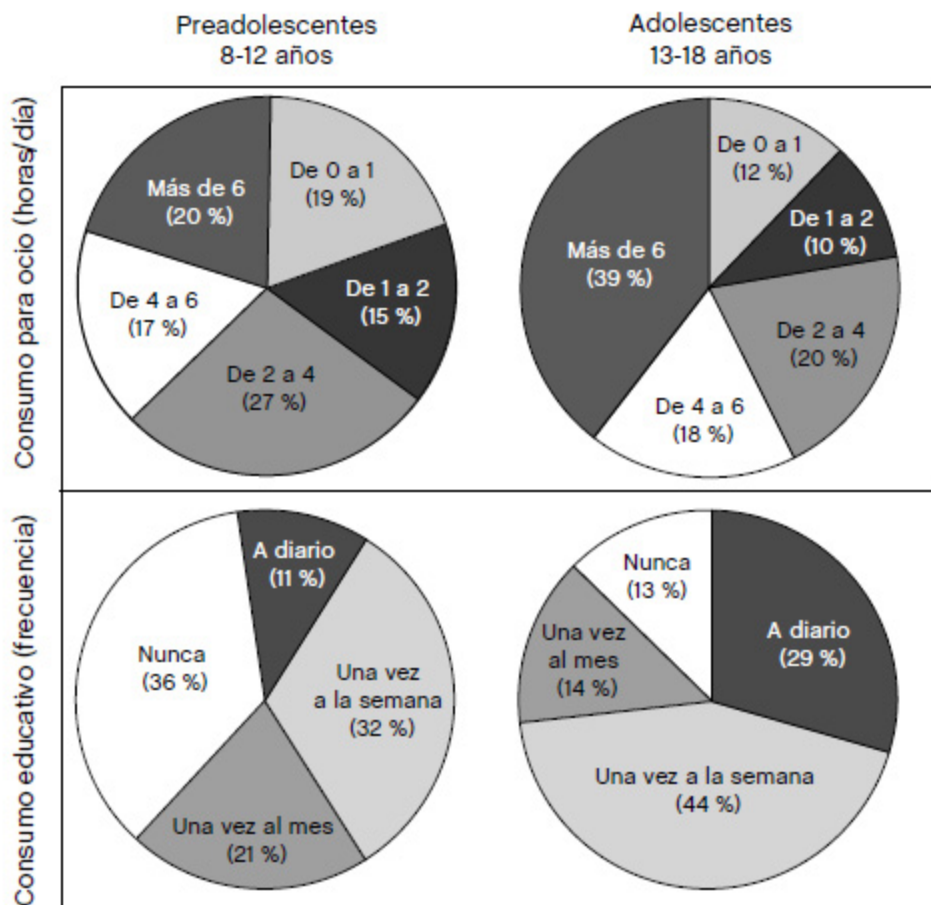 Preadolescentes
8-12 años
Adolescentes
13-18 años
Consumo para ocio (horas/día)
De 0 a 1
(19 %)
De 1 a 2
(15 %)
De 2 a 4
(27 %)
De 4 a 6
(17 %)
Más de 6
(20 %)
De 0 a 1
(12 %)
De 1 a 2
(10 %)
De 2 a 4
(20 %)
De 4 a 6
(18 %)
Más de 6
(39 %)
Consumo educativo (frecuencia)
A diario
(11 %)
Una vez
a la semana
(32 %)
Una vez al mes
(21 %)
Nunca
(36 %)
A diario
(29 %)
Una vez a la semana
(44 %)
Una vez
al mes
(14 %)
Nunca
(13 %)